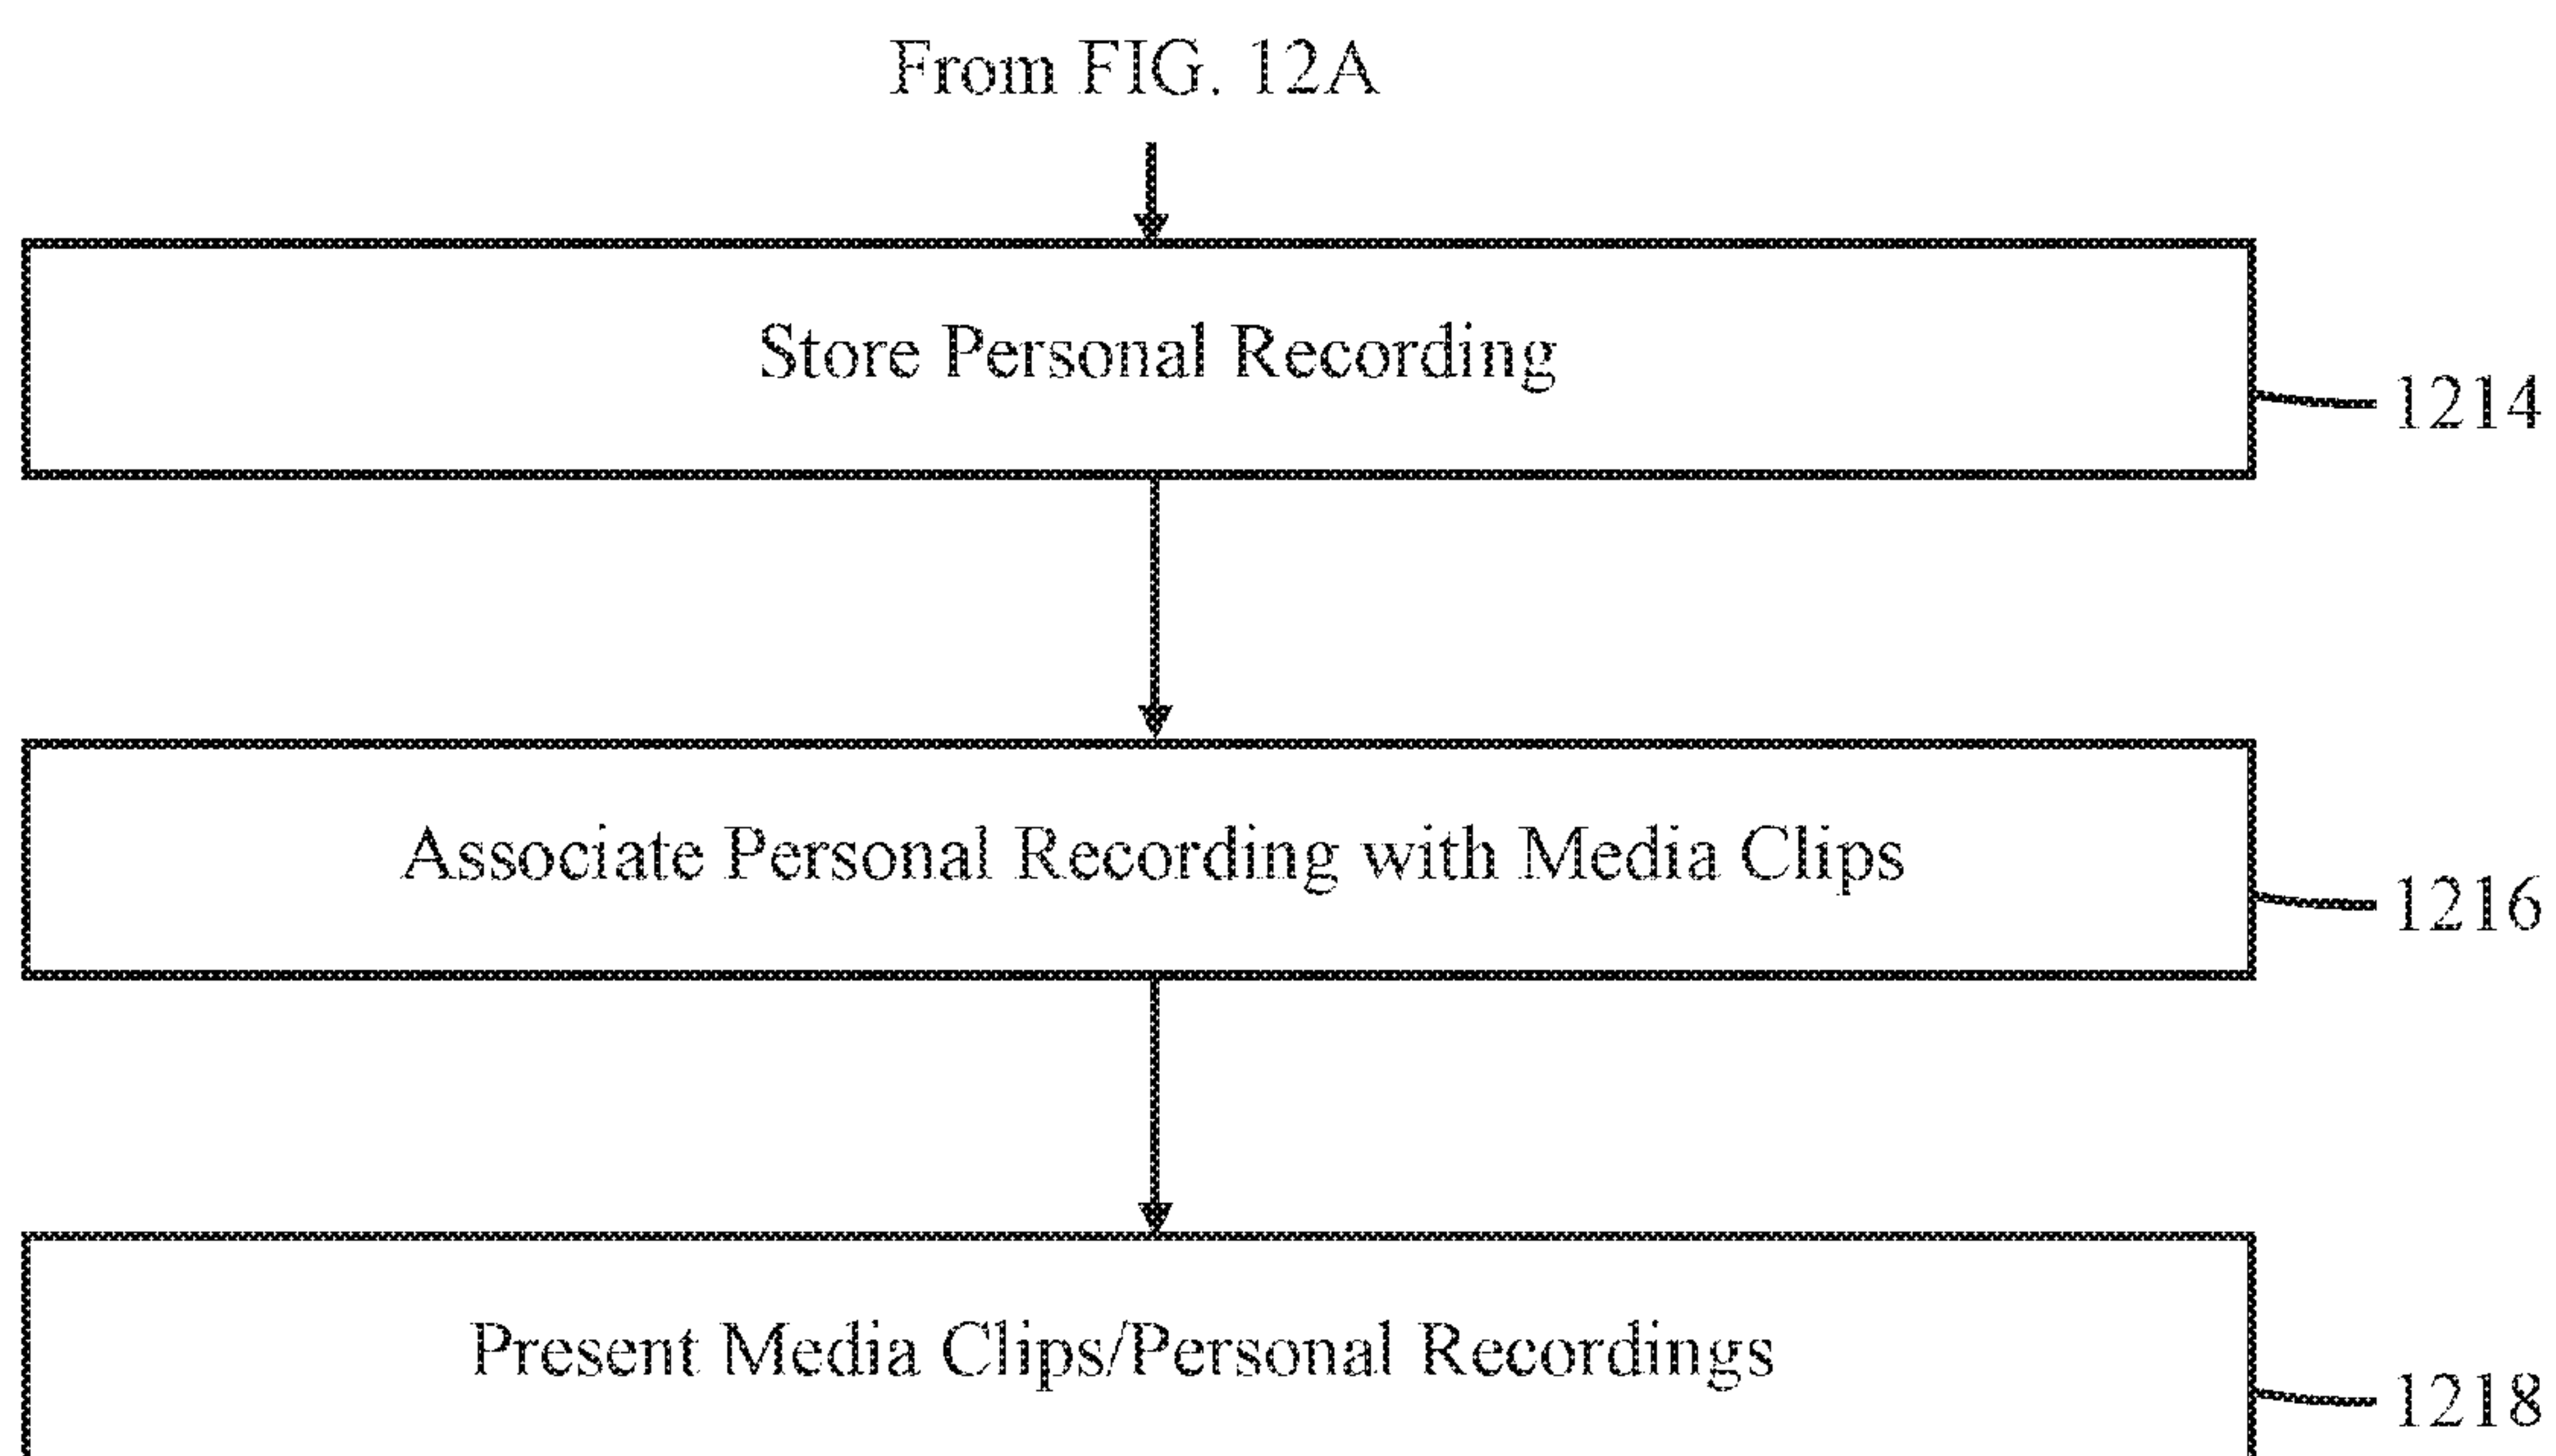 From FIG. 12A
Store Personal Recording
1214
Associate Personal Recording with Media Clips
1216
Present Media Clips/Personal Recordings
1218